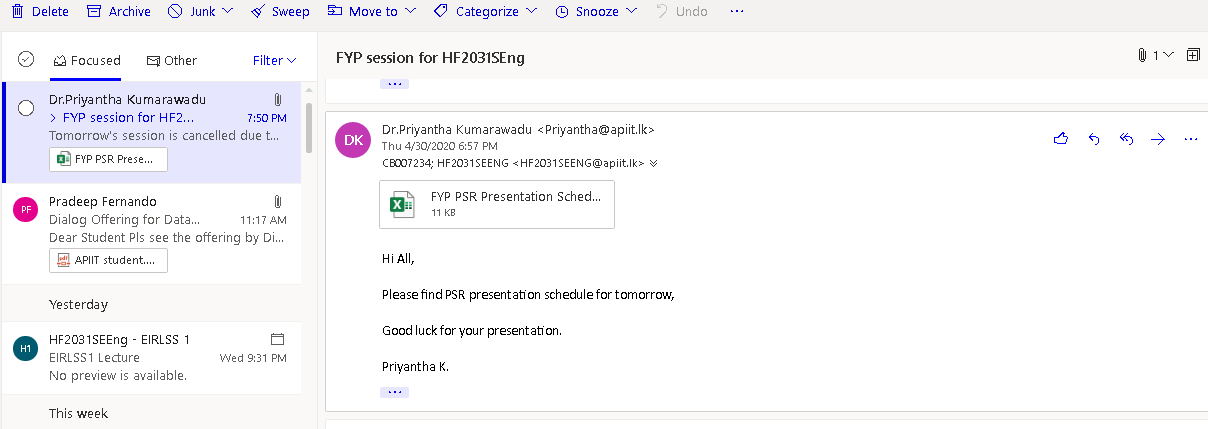 Delete Archive Junk Sweep Move to Categorize Snooze Undo ...
Focused Other Filter
Dr.Priyantha Kumarawadu
FYP session for HF2... 7:50 PM
Tomorrow's session is cancelled due t...
FYP PSR Prese...
PF
Pradeep Fernando
Dialog Offering for Data... 11:17 AM
Dear Student Pls see the offering by Di...
APIIT student....
Yesterday
H1
HF2031SEEng - EIRLSS 1
EIRLSS1 Lecture Wed 9:31 PM
No preview is available.
This week
FYP session for HF2031SEng
1
...
DK
Dr.Priyantha Kumarawadu <Priyantha@apiit.lk>
Thu 4/30/2020 6:57 PM
CB007234; HF2031SEENG <HF2031SEENG@apiit.lk>
...
FYP PSR Presentation Sched...
11 KB
Hi All,
Please find PSR presentation schedule for tomorrow,
Good luck for your presentation.
Priyantha K.
...